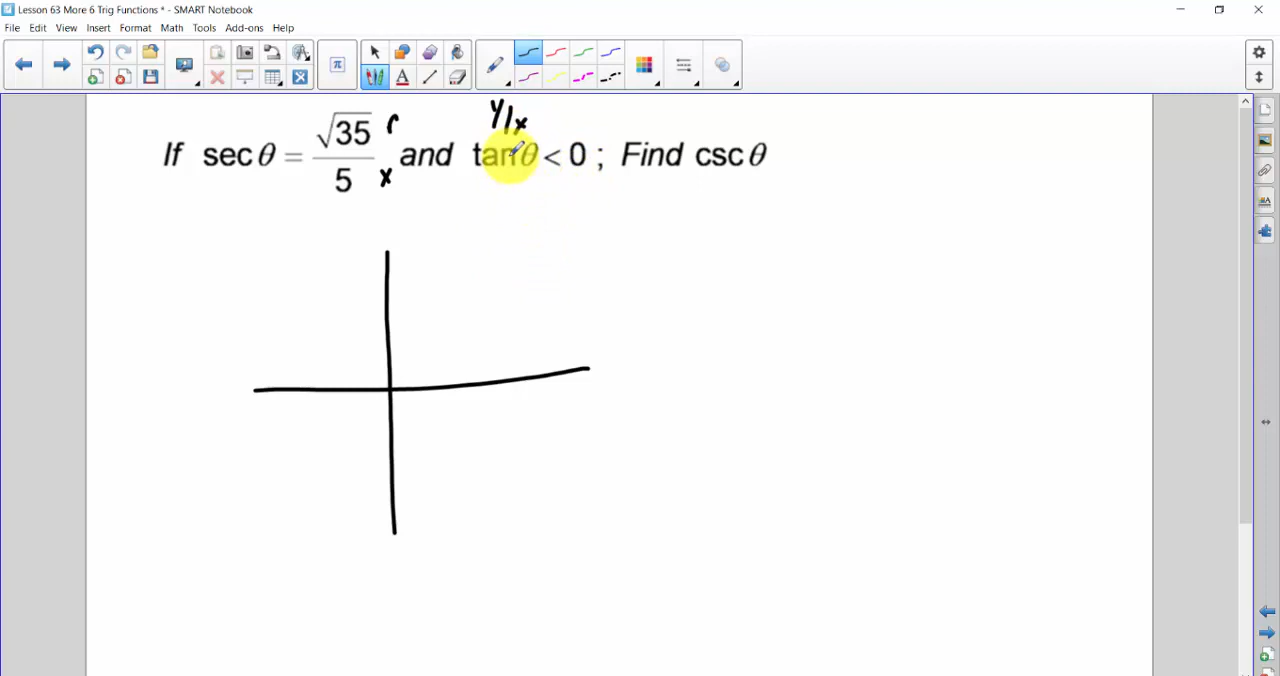 Lesson 63 More 6 Trig Functions * - SMART Notebook
File Edit View Insert Format Math Tools Add-ons Help
π
A
y/x
If sec θ = √35/5 r x and tan θ < 0 ; Find csc θ